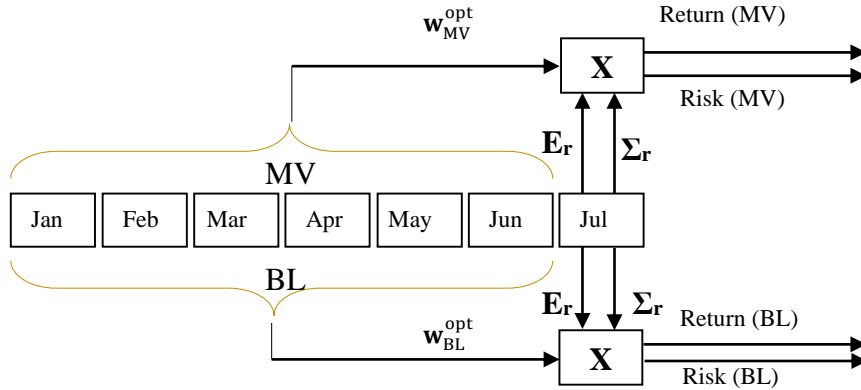 w_MV^opt
Return (MV)
X
Risk (MV)
E_r Σ_r
MV
Jan Feb Mar Apr May Jun Jul
BL
E_r Σ_r
w_BL^opt
Return (BL)
X
Risk (BL)